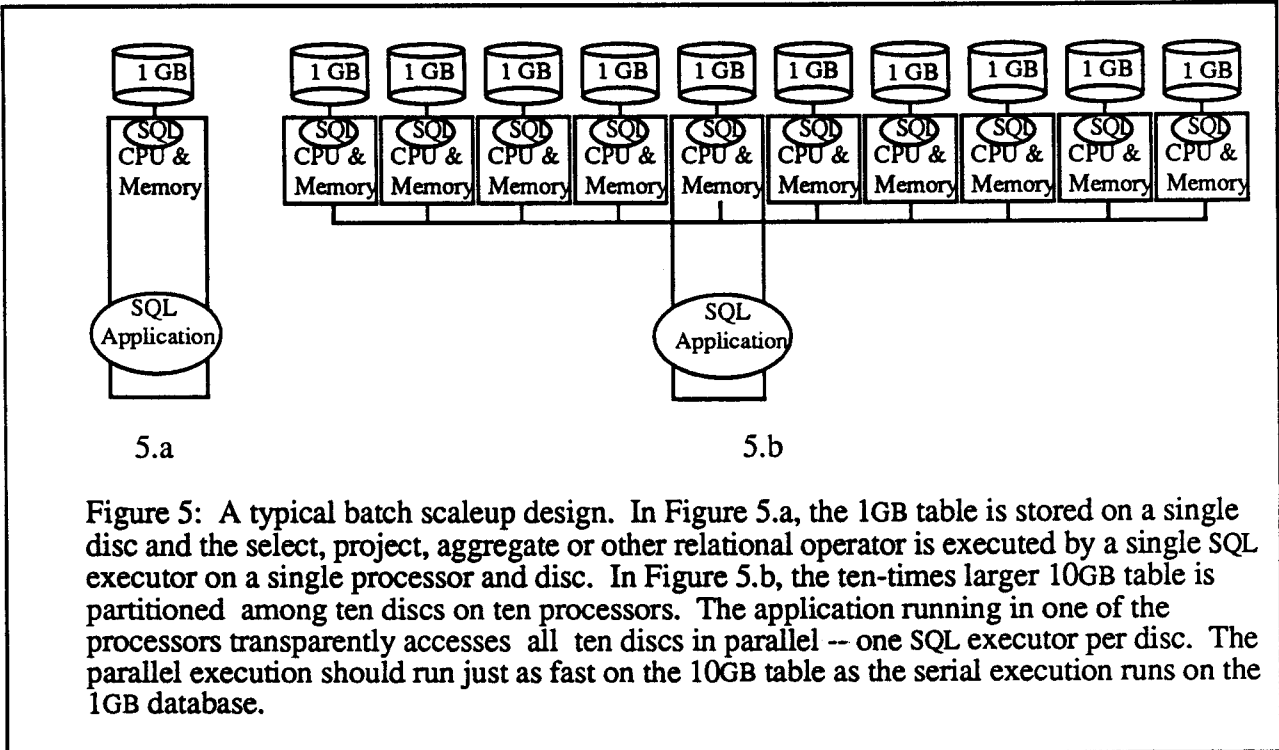 1 GB 1 GB 1 GB 1 GB 1 GB 1 GB 1 GB 1 GB 1 GB 1 GB 1 GB
SQL SQL SQL SQL SQL SQL SQL SQL SQL SQL SQL
CPU & CPU & CPU & CPU & CPU & CPU & CPU & CPU & CPU & CPU & CPU &
Memory Memory Memory Memory Memory Memory Memory Memory Memory Memory Memory
SQL SQL
Application Application
5.a 5.b
Figure 5: A typical batch scaleup design. In Figure 5.a, the 1GB table is stored on a single
disc and the select, project, aggregate or other relational operator is executed by a single SQL
executor on a single processor and disc. In Figure 5.b, the ten-times larger 10GB table is
partitioned among ten discs on ten processors. The application running in one of the
processors transparently accesses all ten discs in parallel -- one SQL executor per disc. The
parallel execution should run just as fast on the 10GB table as the serial execution runs on the
1GB database.